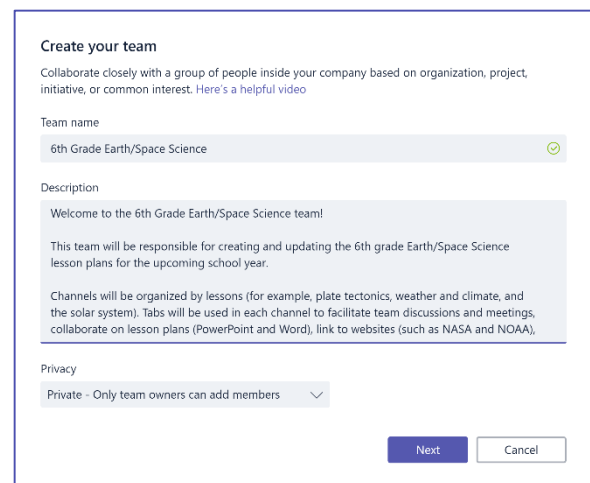 Create your team
Collaborate closely with a group of people inside your company based on organization, project,
initiative, or common interest. Here's a helpful video
Team name
6th Grade Earth/Space Science
Description
Welcome to the 6th Grade Earth/Space Science team!
This team will be responsible for creating and updating the 6th grade Earth/Space Science
lesson plans for the upcoming school year.
Channels will be organized by lessons (for example, plate tectonics, weather and climate, and
the solar system). Tabs will be used in each channel to facilitate team discussions and meetings,
collaborate on lesson plans (PowerPoint and Word), link to websites (such as NASA and NOAA),
Privacy
Private - Only team owners can add members
Next Cancel